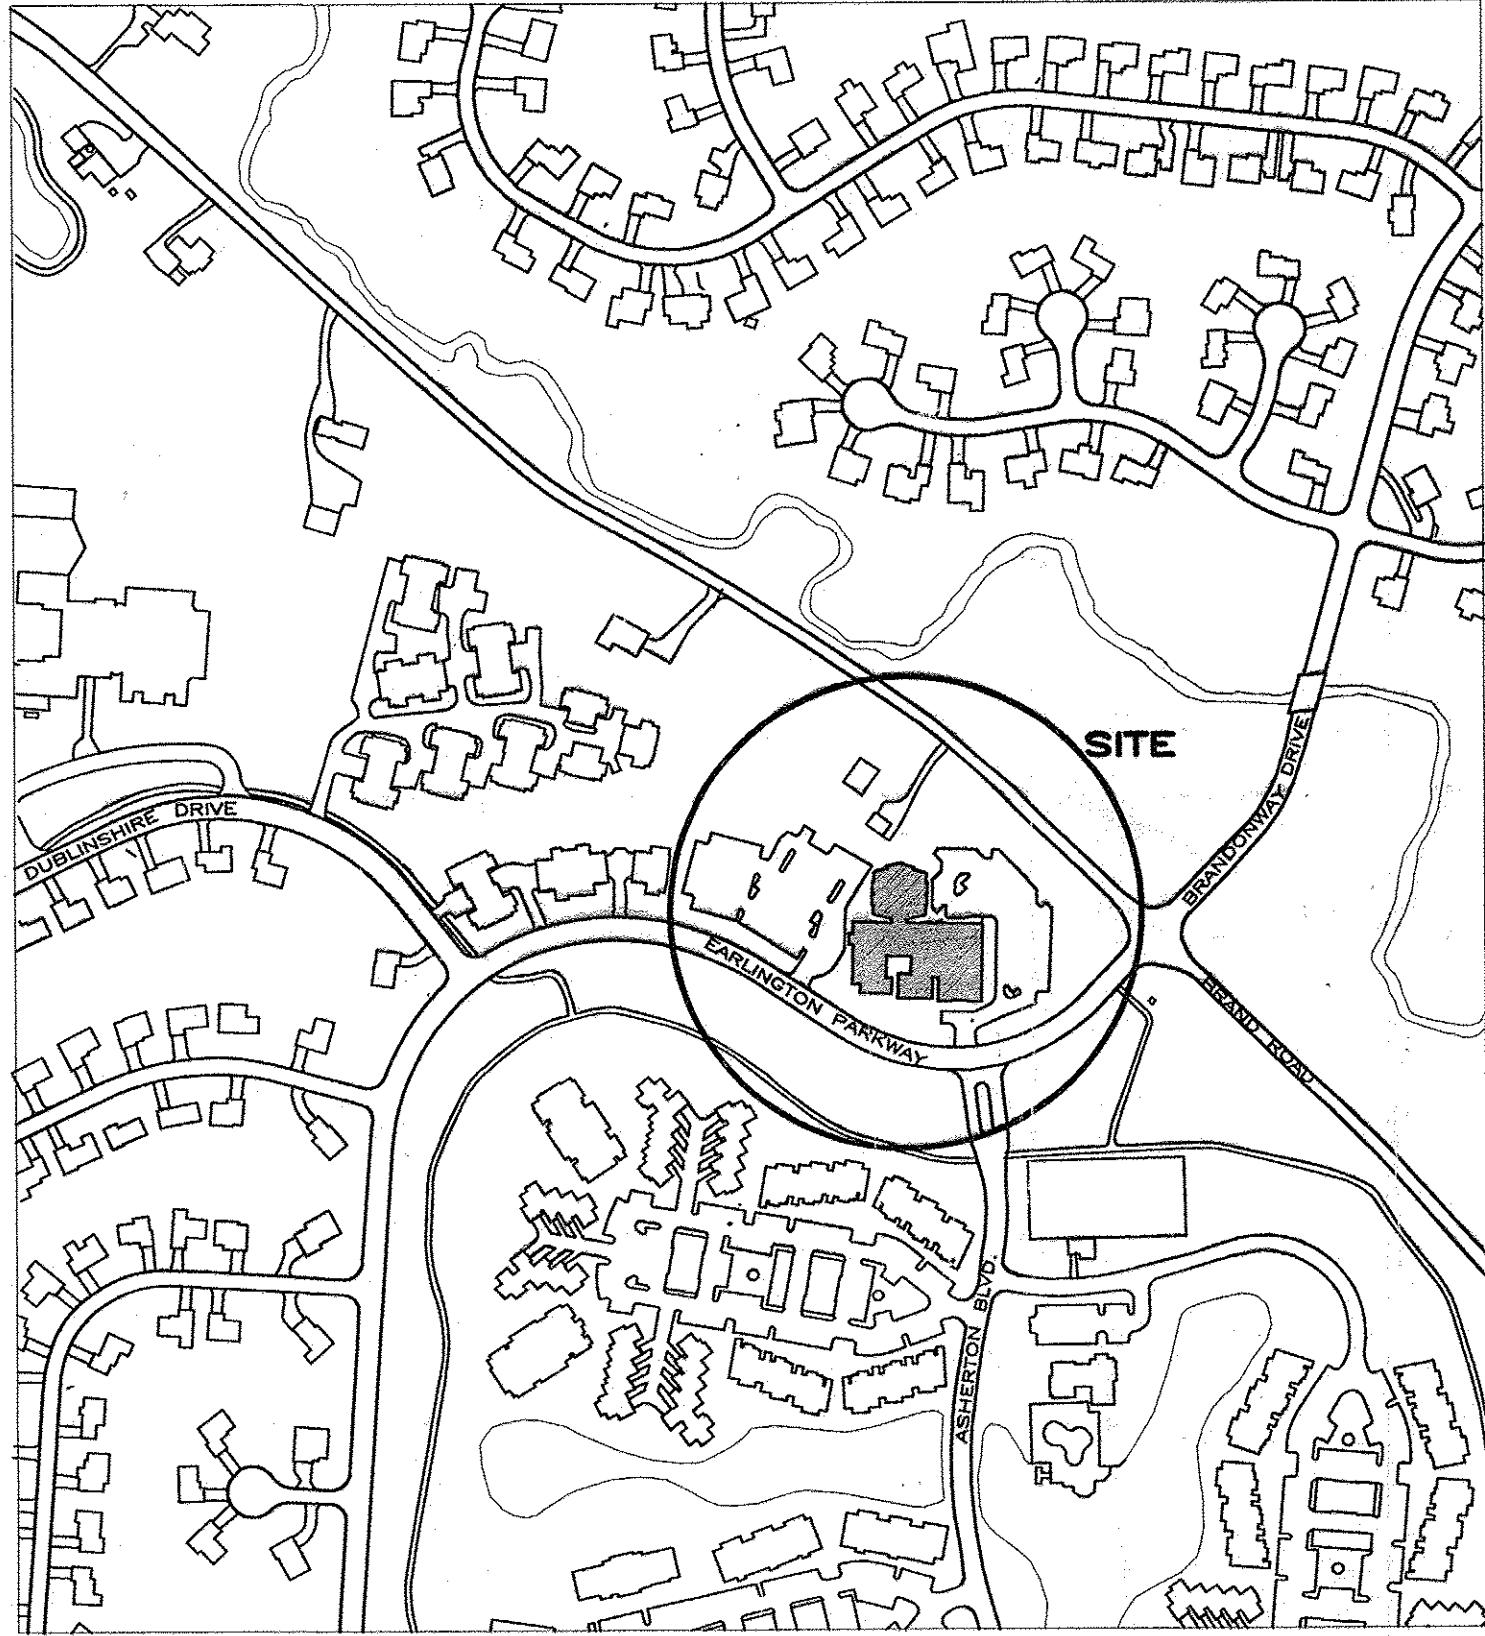 SITE
BRANDONWAY DRIVE
DUBLINSHIRE DRIVE
EARLINGTON PARKWAY
BRAND ROAD
ASHERTON BLVD.